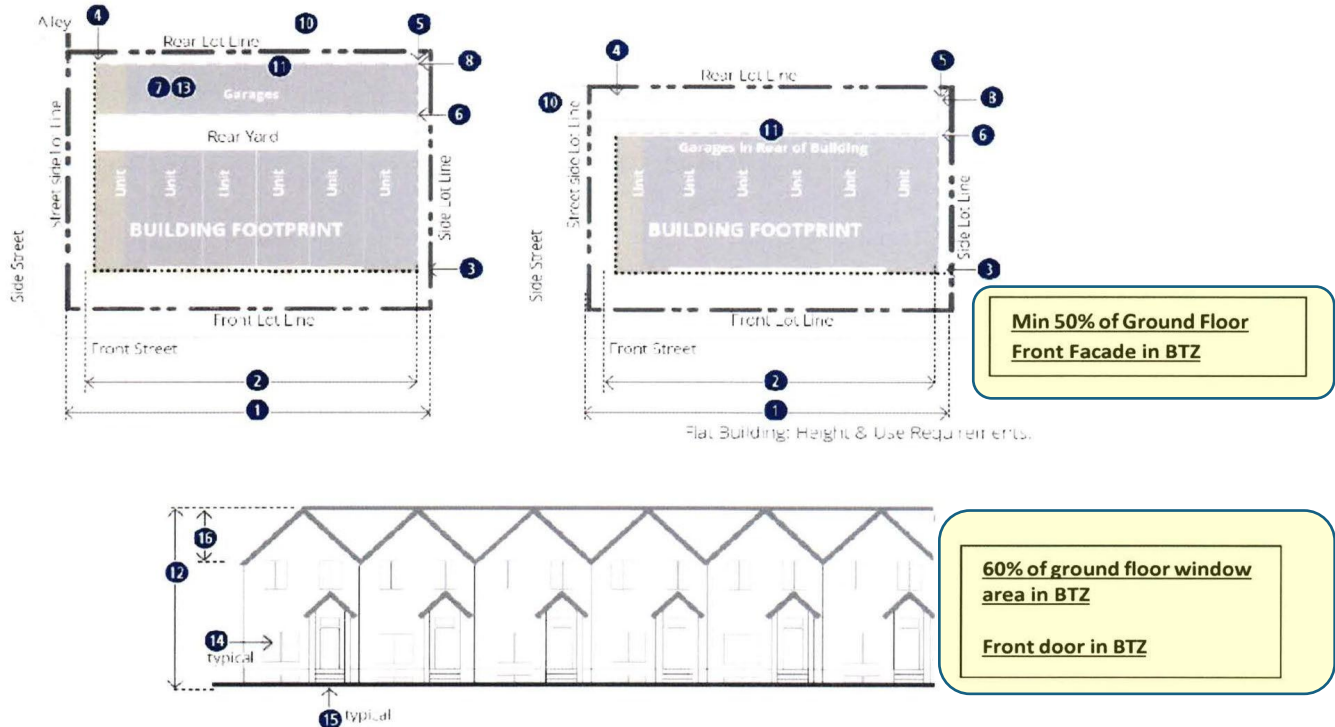 Alley
4
10
5
Rear Lot Line
11
8
7
13
Garages
6
Rear Yard
Street side Lot Line
Unit
Unit
Unit
Unit
Unit
Unit
BUILDING FOOTPRINT
Side Lot Line
Side Street
3
Front Lot Line
Front Street
2
1
4
5
Rear Lot Line
10
8
11
6
Garages in Rear of Building
Street side Lot Line
Unit
Unit
Unit
Unit
Unit
Unit
BUILDING FOOTPRINT
Side Lot Line
Side Street
3
Front Lot Line
Front Street
2
1
Flat Building: Height & Use Requirements.
Min 50% of Ground Floor
Front Facade in BTZ
16
12
14
typical
15 typical
60% of ground floor window
area in BTZ
Front door in BTZ